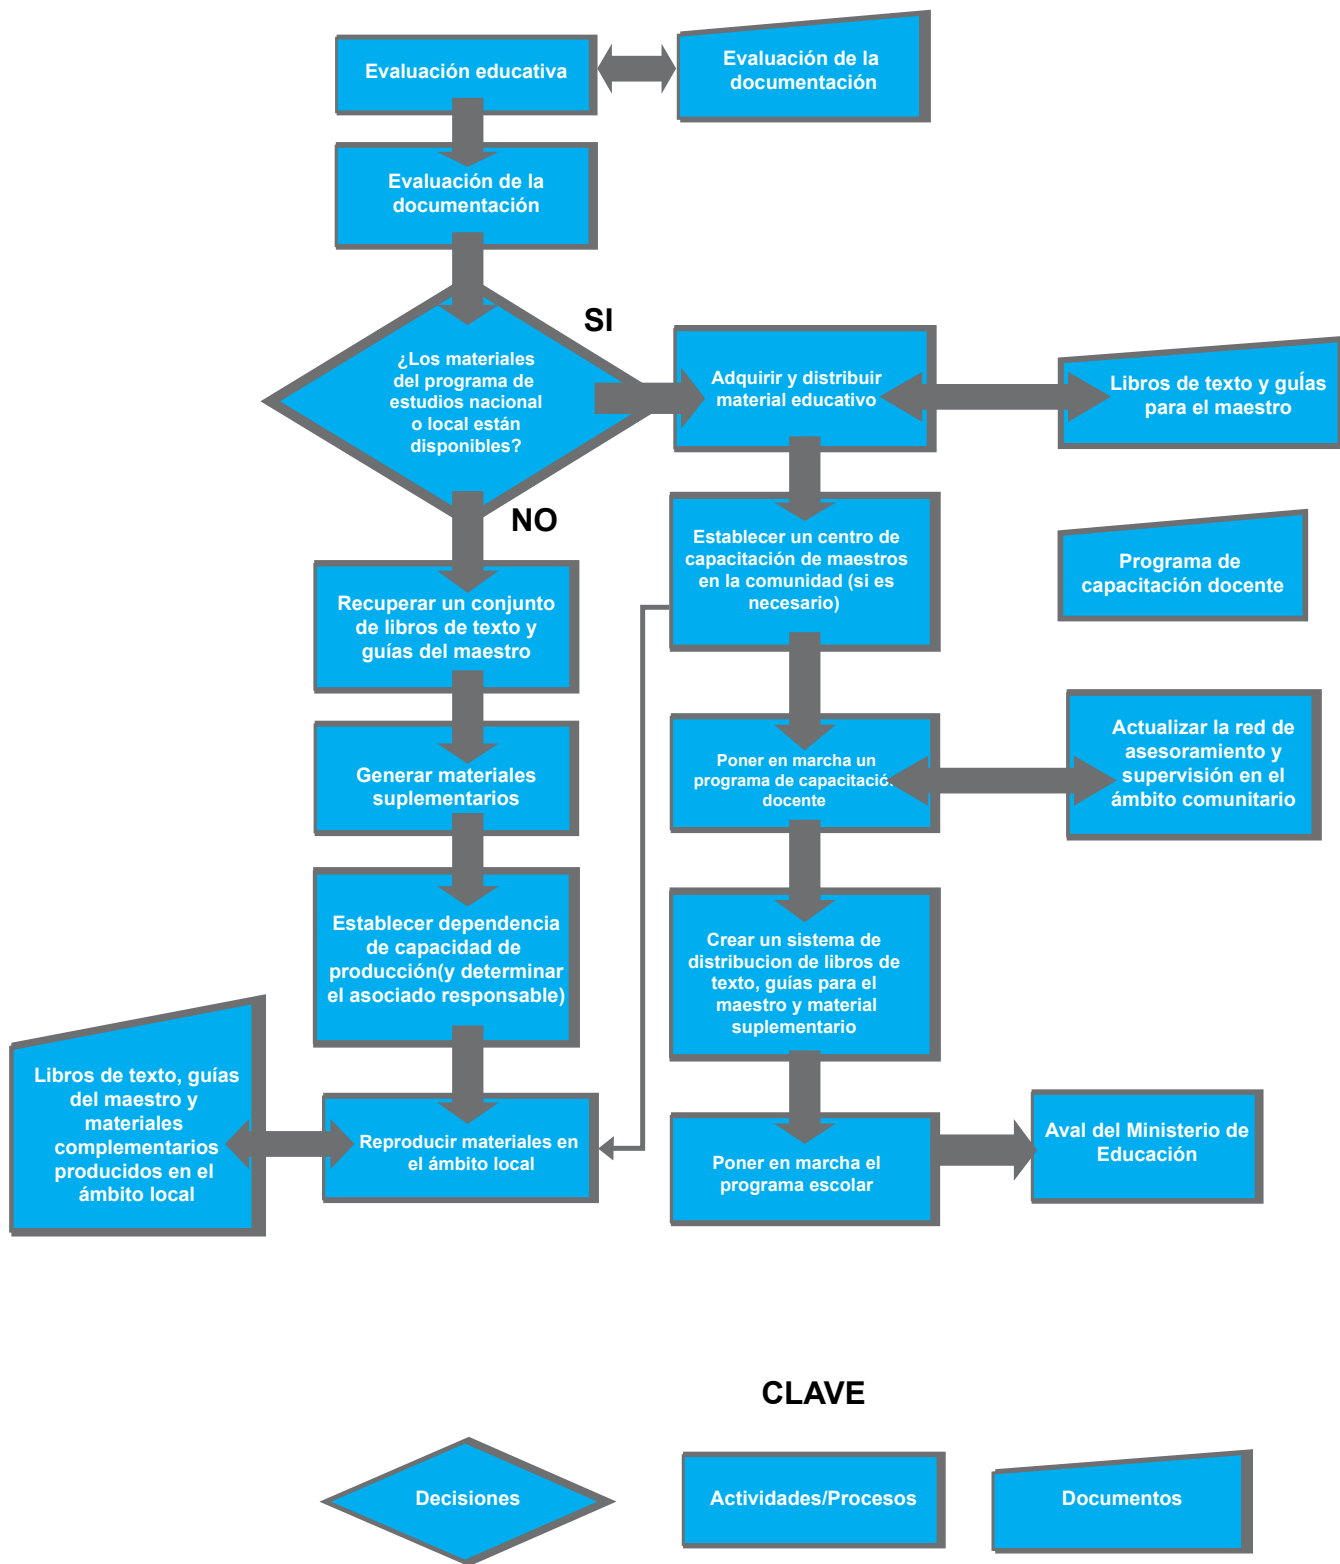 Evaluación educativa
Evaluación de la
documentación
Evaluación de la
documentación
SI
¿Los materiales
del programa de
estudios nacional
o local están
disponibles?
Adquirir y distribuir
material educativo
Libros de texto y guÍas
para el maestro
NO
Establecer un centro de
capacitación de maestros
en la comunidad (si es
necesario)
Programa de
capacitación docente
Recuperar un conjunto
de libros de texto y
guías del maestro
Generar materiales
suplementarios
Poner en marcha un
programa de capacitación
docente
Actualizar la red de
asesoramiento y
supervisión en el
ámbito comunitario
Establecer dependencia
de capacidad de
producción(y determinar
el asociado responsable)
Crear un sistema de
distribucion de libros de
texto, guías para el
maestro y material
suplementario
Libros de texto, guías
del maestro y
materiales
complementarios
producidos en el
ámbito local
Reproducir materiales en
el ámbito local
Poner en marcha el
programa escolar
Aval del Ministerio de
Educación
CLAVE
Decisiones
Actividades/Procesos
Documentos